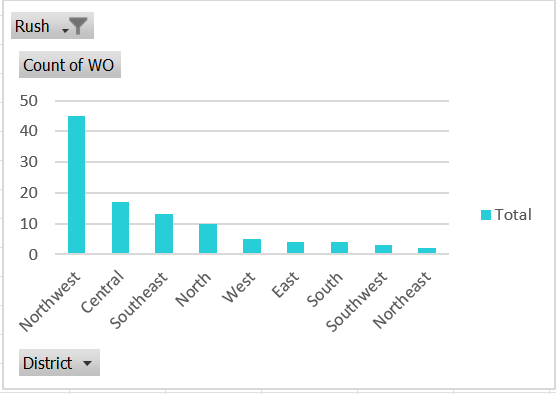 Rush
Count of WO
50
40
30
20
10
0
Northwest
Central
Southeast
North
West
East
South
Southwest
Northeast
Total
District